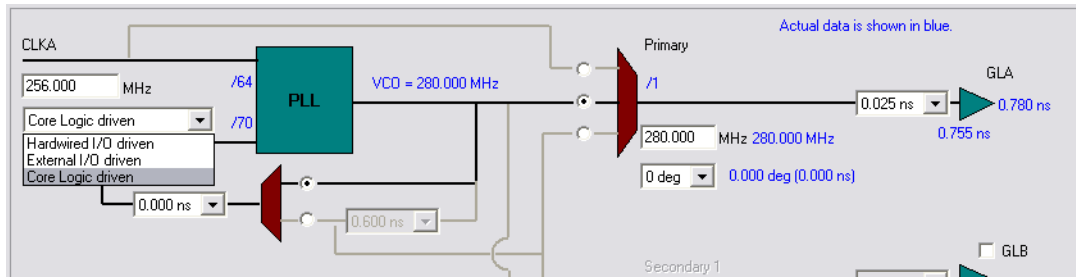 Actual data is shown in blue.
CLKA
Primary
256.000 MHz
/64
PLL
VCO = 280.000 MHz
/1
GLA
Core Logic driven
/70
0.025 ns
0.780 ns
0.755 ns
Hardwired I/O driven
External I/O driven
Core Logic driven
280.000 MHz 280.000 MHz
0 deg
0.000 deg (0.000 ns)
0.000 ns
0.600 ns
GLB
Secondary 1